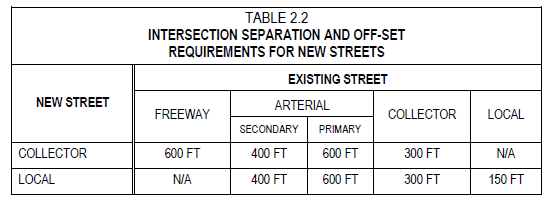 TABLE 2.2
INTERSECTION SEPARATION AND OFF-SET
REQUIREMENTS FOR NEW STREETS
NEW STREET
EXISTING STREET
FREEWAY
ARTERIAL
COLLECTOR
LOCAL
SECONDARY
PRIMARY
COLLECTOR 600 FT 400 FT 600 FT 300 FT N/A
LOCAL N/A 400 FT 600 FT 300 FT 150 FT